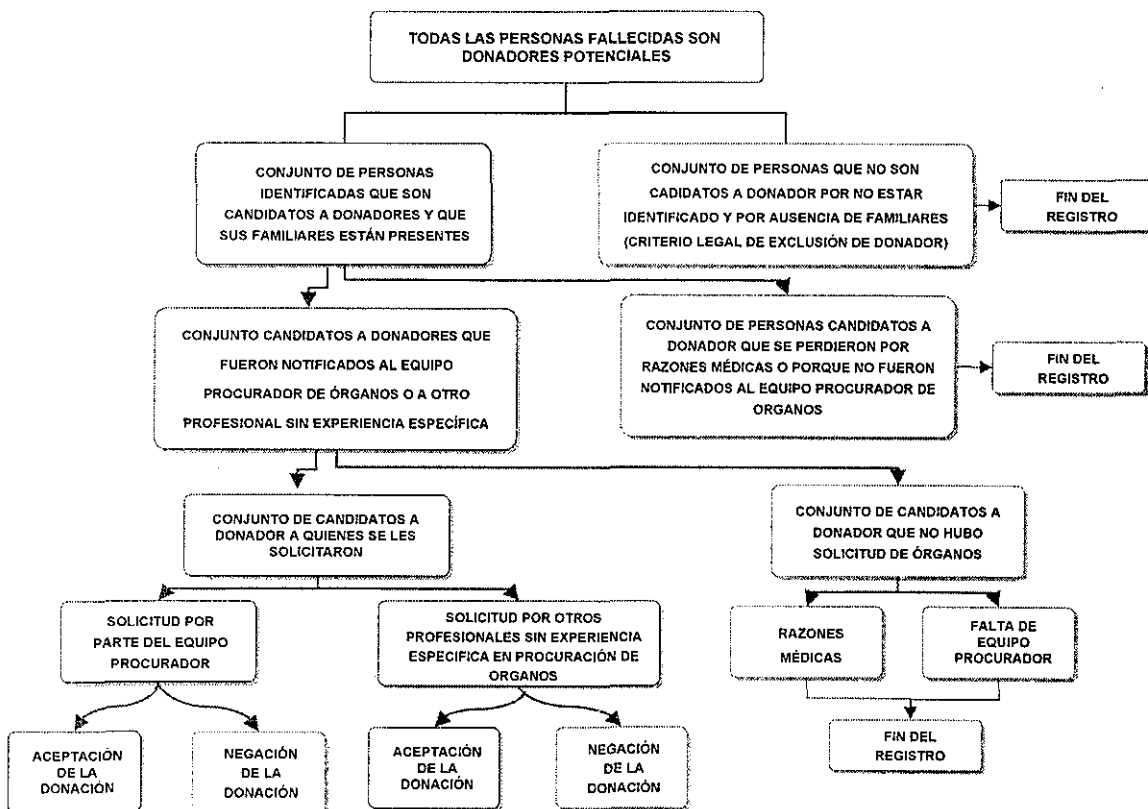 TODAS LAS PERSONAS FALLECIDAS SON
DONADORES POTENCIALES
CONJUNTO DE PERSONAS
IDENTIFICADAS QUE SON
CANDIDATOS A DONADORES Y QUE
SUS FAMILIARES ESTÁN PRESENTES
CONJUNTO DE PERSONAS QUE NO SON
CADIDATOS A DONADOR POR NO ESTAR
IDENTIFICADO Y POR AUSENCIA DE FAMILIARES
(CRITERIO LEGAL DE EXCLUSIÓN DE DONADOR)
FIN DEL
REGISTRO
CONJUNTO CANDIDATOS A DONADORES QUE
FUERON NOTIFICADOS AL EQUIPO
PROCURADOR DE ÓRGANOS O A OTRO
PROFESIONAL SIN EXPERIENCIA ESPECÍFICA
CONJUNTO DE PERSONAS CANDIDATOS A
DONADOR QUE SE PERDIERON POR
RAZONES MÉDICAS O PORQUE NO FUERON
NOTIFICADOS AL EQUIPO PROCURADOR DE
ORGANOS
FIN DEL
REGISTRO
CONJUNTO DE CANDIDATOS A
DONADOR A QUIENES SE LES
SOLICITARON
CONJUNTO DE CANDIDATOS A
DONADOR QUE NO HUBO
SOLICITUD DE ÓRGANOS
SOLICITUD POR
PARTE DEL EQUIPO
PROCURADOR
SOLICITUD POR OTROS
PROFESIONALES SIN EXPERIENCIA
ESPECIFICA EN PROCURACIÓN DE
ORGANOS
RAZONES
MÉDICAS
FALTA DE
EQUIPO
PROCURADOR
ACEPTACIÓN
DE LA
DONACIÓN
NEGACIÓN
DE LA
DONACIÓN
ACEPTACIÓN
DE LA
DONACIÓN
NEGACIÓN
DE LA
DONACIÓN
FIN DEL
REGISTRO